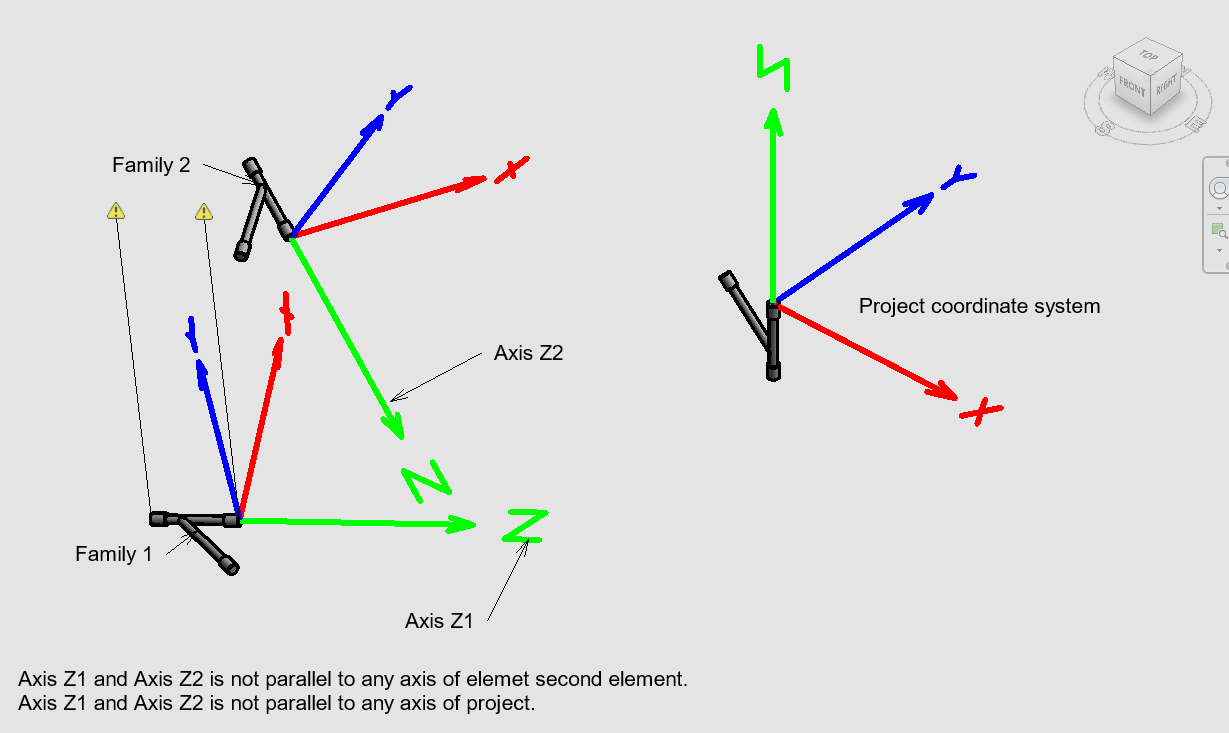 Z
Y
TOP
FRONT
RIGHT
S
E
Family 2
X
Y
Project coordinate system
X
Y
Axis Z2
X
Z
Z
Family 1
Axis Z1
Axis Z1 and Axis Z2 is not parallel to any axis of elemet second element.
Axis Z1 and Axis Z2 is not parallel to any axis of project.